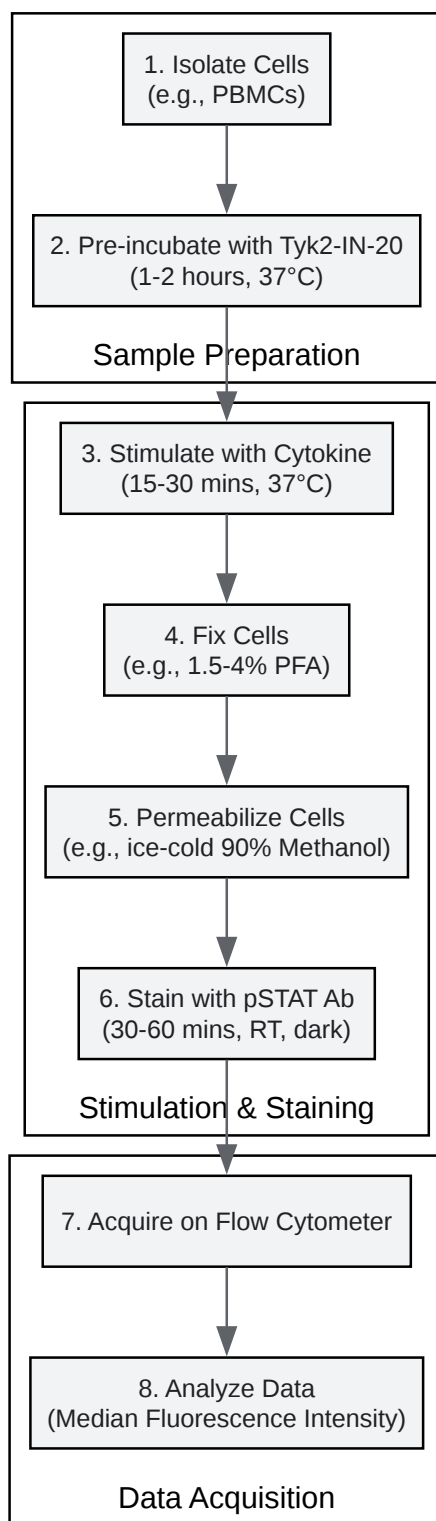 1. Isolate Cells
(e.g., PBMCs)
2. Pre-incubate with Tyk2-IN-20
(1-2 hours, 37°C)
Sample Preparation
3. Stimulate with Cytokine
(15-30 mins, 37°C)
4. Fix Cells
(e.g., 1.5-4% PFA)
5. Permeabilize Cells
(e.g., ice-cold 90% Methanol)
6. Stain with pSTAT Ab
(30-60 mins, RT, dark)
Stimulation & Staining
7. Acquire on Flow Cytometer
8. Analyze Data
(Median Fluorescence Intensity)
Data Acquisition